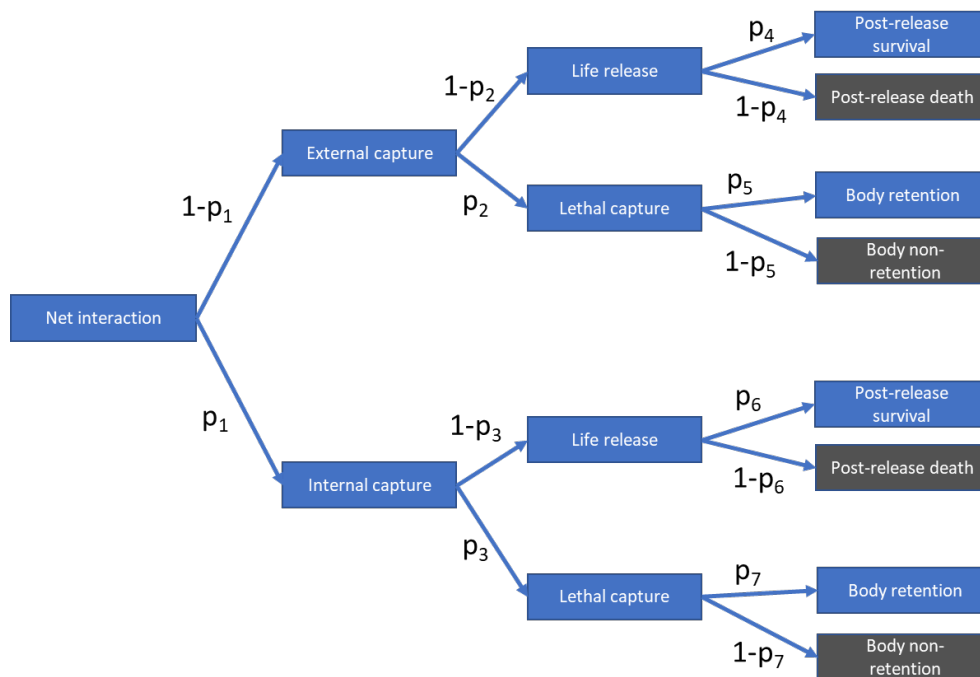 Post-release
survival
p4
Life release
1-p2
1-p4
Post-release death
External capture
p5
Body retention
1-p1
p2
Lethal capture
1-p5
Body non-
retention
Net interaction
p6
Post-release
survival
p1
1-p3
Life release
1-p6
Post-release death
Internal capture
p3
p7
Body retention
Lethal capture
1-p7
Body non-
retention